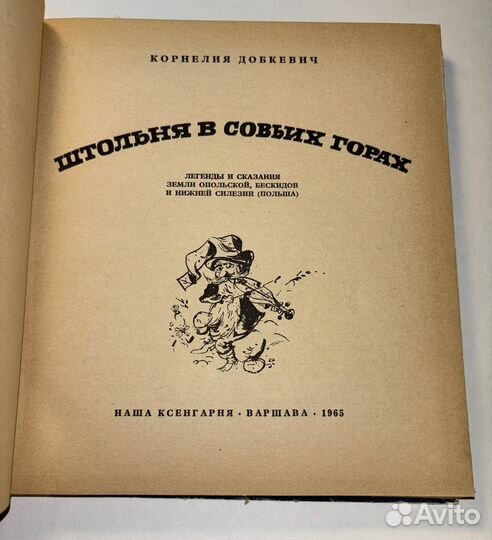 КОРНЕЛИЯ ДОБКЕВИЧ
ШТОЛЬНЯ В СОВЬИХ ГОРАХ
ЛЕГЕНДЫ И СКАЗАНИЯ
ЗЕМЛИ ОПОЛЬСКОЙ, БЕСКИДОВ
И НИЖНЕЙ СИЛЕЗИИ (ПОЛЬША)
НАША КСЕНГАРНЯ · ВАРШАВА · 1965
Avito